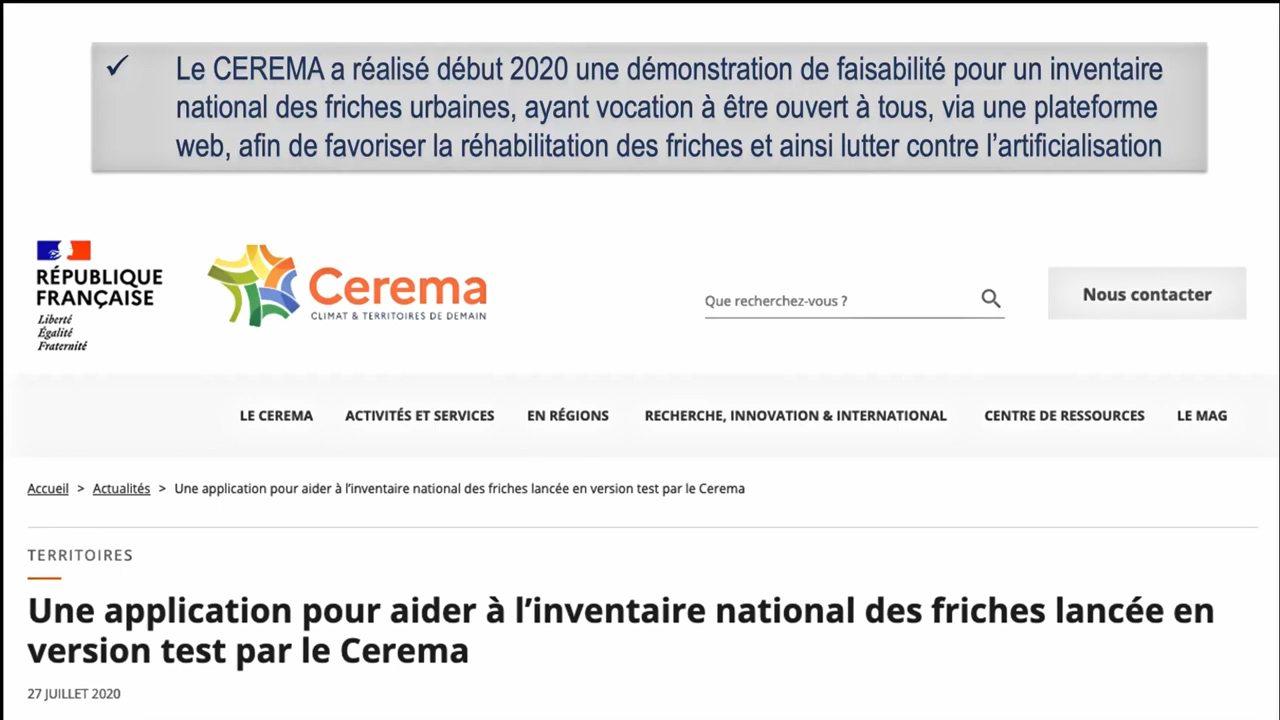 ✓ Le CEREMA a réalisé début 2020 une démonstration de faisabilité pour un inventaire
national des friches urbaines, ayant vocation à être ouvert à tous, via une plateforme
web, afin de favoriser la réhabilitation des friches et ainsi lutter contre l’artificialisation
RÉPUBLIQUE
FRANÇAISE
Liberté
Égalité
Fraternité
Cerema
CLIMAT & TERRITOIRES DE DEMAIN
Que recherchez-vous ?
Nous contacter
LE CEREMA ACTIVITÉS ET SERVICES EN RÉGIONS RECHERCHE, INNOVATION & INTERNATIONAL CENTRE DE RESSOURCES LE MAG
Accueil > Actualités > Une application pour aider à l’inventaire national des friches lancée en version test par le Cerema
TERRITOIRES
Une application pour aider à l’inventaire national des friches lancée en
version test par le Cerema
27 JUILLET 2020